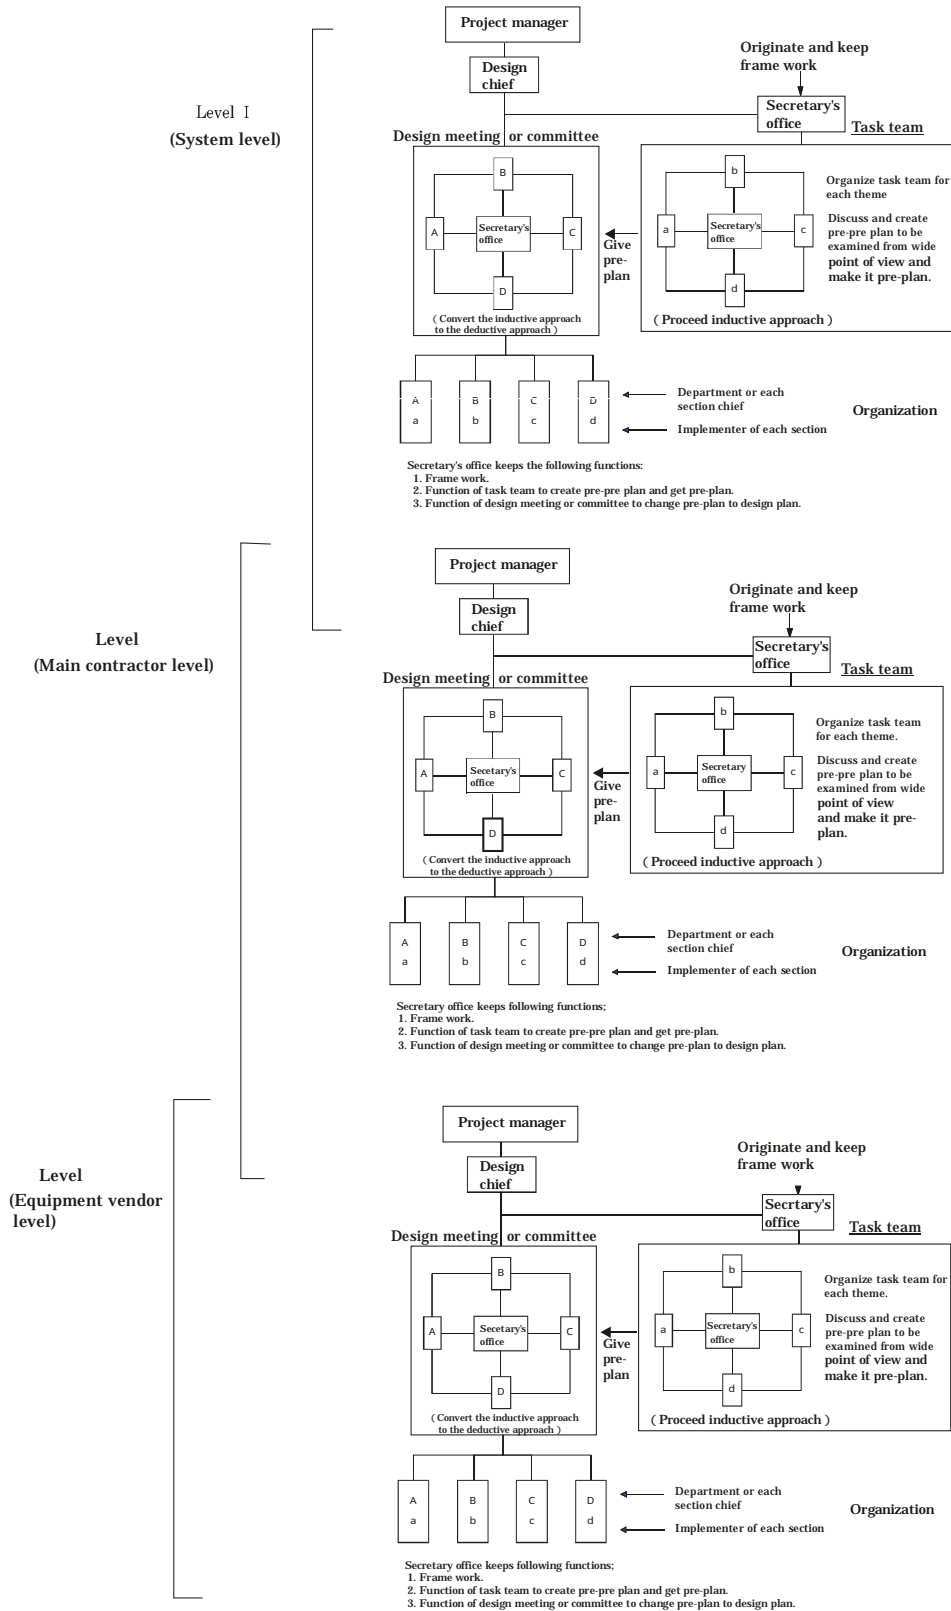 Project manager
Design
chief
Originate and keep
frame work
Secretary's
office
Level I
(System level)
Design meeting or committee
Task team
B
A
Secretary's
office
C
D
( Convert the inductive approach
to the deductive approach )
Give
pre-
plan
b
a
Secretary's
office
c
d
( Proceed inductive approach )
Organize task team for
each theme
Discuss and create
pre-pre plan to be
examined from wide
point of view and
make it pre-plan.
A
a
B
b
C
c
D
d
Department or each
section chief
Implementer of each section
Organization
Secretary's office keeps the following functions:
1. Frame work.
2. Function of task team to create pre-pre plan and get pre-plan.
3. Function of design meeting or committee to change pre-plan to design plan.
Project manager
Design
chief
Originate and keep
frame work
Secretary's
office
Level
(Main contractor level)
Design meeting or committee
Task team
B
A
Secetary's
office
C
D
( Convert the inductive approach
to the deductive approach )
Give
pre-
plan
b
a
Secretary
office
c
d
( Proceed inductive approach )
Organize task team
for each theme.
Discuss and create
pre-pre plan to be
examined from wide
point of view
and make it pre-
plan.
A
a
B
b
C
c
D
d
Department or each
section chief
Implementer of each section
Organization
Secretary office keeps following functions;
1. Frame work.
2. Function of task team to create pre-pre plan and get pre-plan.
3. Function of design meeting or committee to change pre-plan to design plan.
Project manager
Design
chief
Originate and keep
frame work
Secrtary's
office
Level
(Equipment vendor
level)
Design meeting or committee
Task team
B
A
Secetary's
office
C
D
( Convert the inductive approach
to the deductive approach )
Give
pre-
plan
b
a
Secretary's
office
c
d
( Proceed inductive approach )
Organize task team for
each theme.
Discuss and create
pre-pre plan to be
examined from wide
point of view and
make it pre-plan.
A
a
B
b
C
c
D
d
Department or each
section chief
Implementer of each section
Organization
Secretary office keeps following functions;
1. Frame work.
2. Function of task team to create pre-pre plan and get pre-plan.
3. Function of design meeting or committee to change pre-plan to design plan.